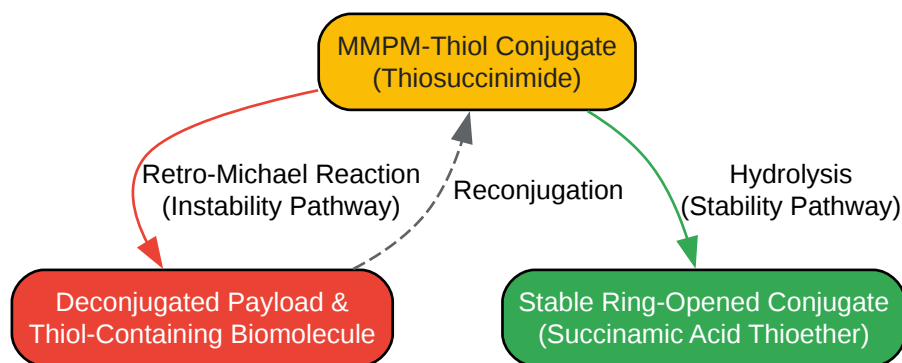 MMPM-Thiol Conjugate
(Thiosuccinimide)
Retro-Michael Reaction
(Instability Pathway)
Reconjugation
Hydrolysis
(Stability Pathway)
Deconjugated Payload &
Thiol-Containing Biomolecule
Stable Ring-Opened Conjugate
(Succinamic Acid Thioether)